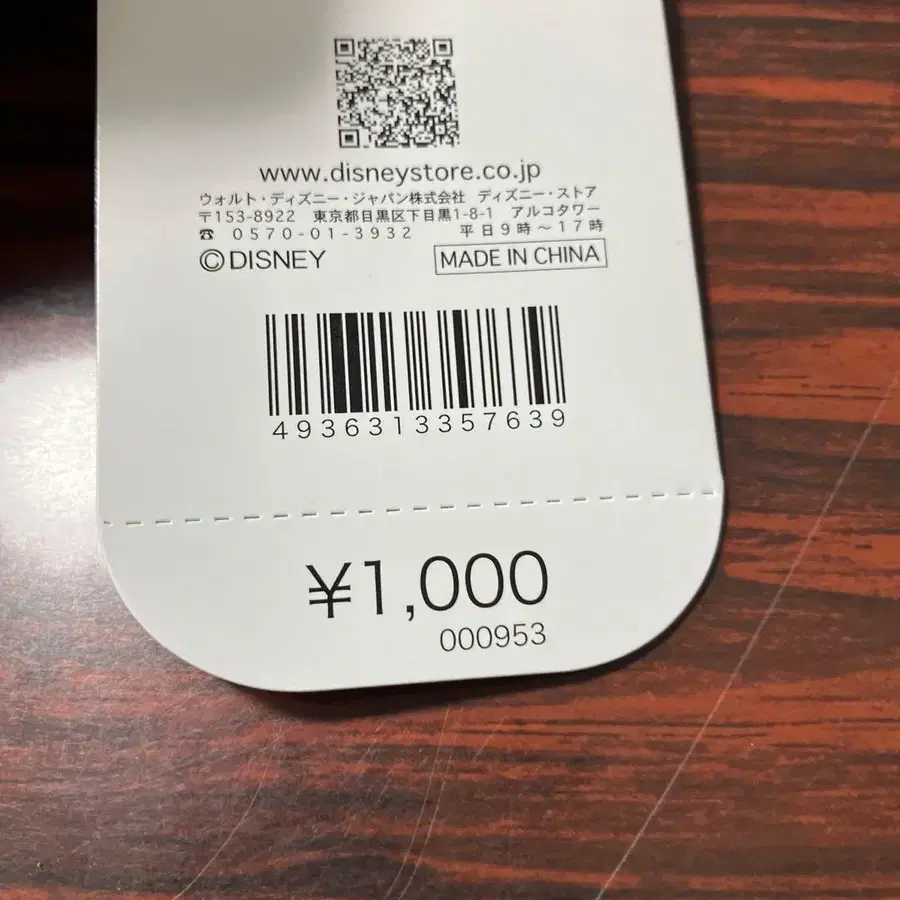 www.disneystore.co.jp
ウォルト・ディズニー・ジャパン株式会社 ディズニー・ストア
〒153-8922 東京都目黒区下目黒1-8-1 アルコタワー
☎ 0570-01-3932 平日9時～17時
©DISNEY MADE IN CHINA
4936313357639
¥1,000
000953